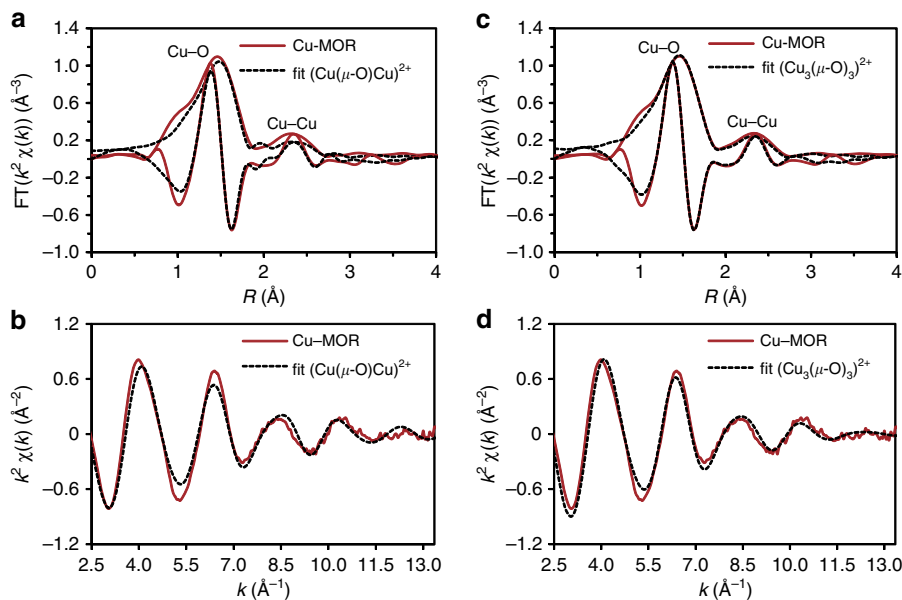 a
1.4
1.0
0.6
0.2
–0.2
–0.6
–1.0
FT(k² χ(k)) (Å⁻³)
Cu–O
Cu-MOR
fit (Cu(μ-O)Cu)²⁺
Cu–Cu
0
1
2
3
4
R (Å)
c
1.4
1.0
0.6
0.2
–0.2
–0.6
–1.0
FT(k² χ(k)) (Å⁻³)
Cu–O
Cu-MOR
fit (Cu₃(μ-O)₃)²⁺
Cu–Cu
0
1
2
3
4
R (Å)
b
1.2
0.6
0
–0.6
–1.2
k² χ(k) (Å⁻²)
Cu–MOR
fit (Cu(μ-O)Cu)²⁺
2.5
4.0
5.5
7.0
8.5
10.0
11.5
13.0
k (Å⁻¹)
d
1.2
0.6
0
–0.6
–1.2
k² χ(k) (Å⁻²)
Cu–MOR
fit (Cu₃(μ-O)₃)²⁺
2.5
4.0
5.5
7.0
8.5
10.0
11.5
13.0
k (Å⁻¹)